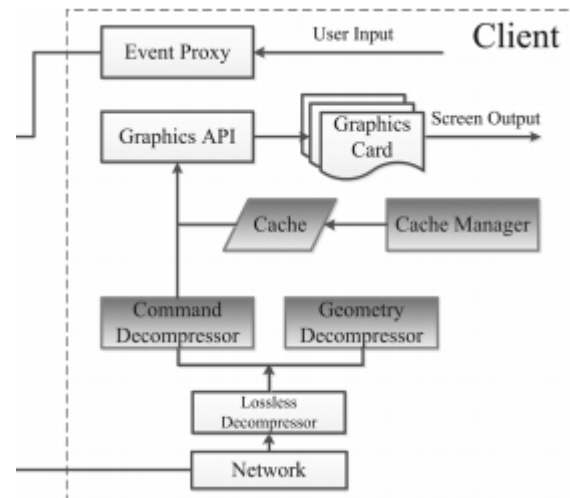 Client
User Input
Event Proxy
Graphics API
Graphics
Card
Screen Output
Cache
Cache Manager
Command
Decompressor
Geometry
Decompressor
Lossless
Decompressor
Network